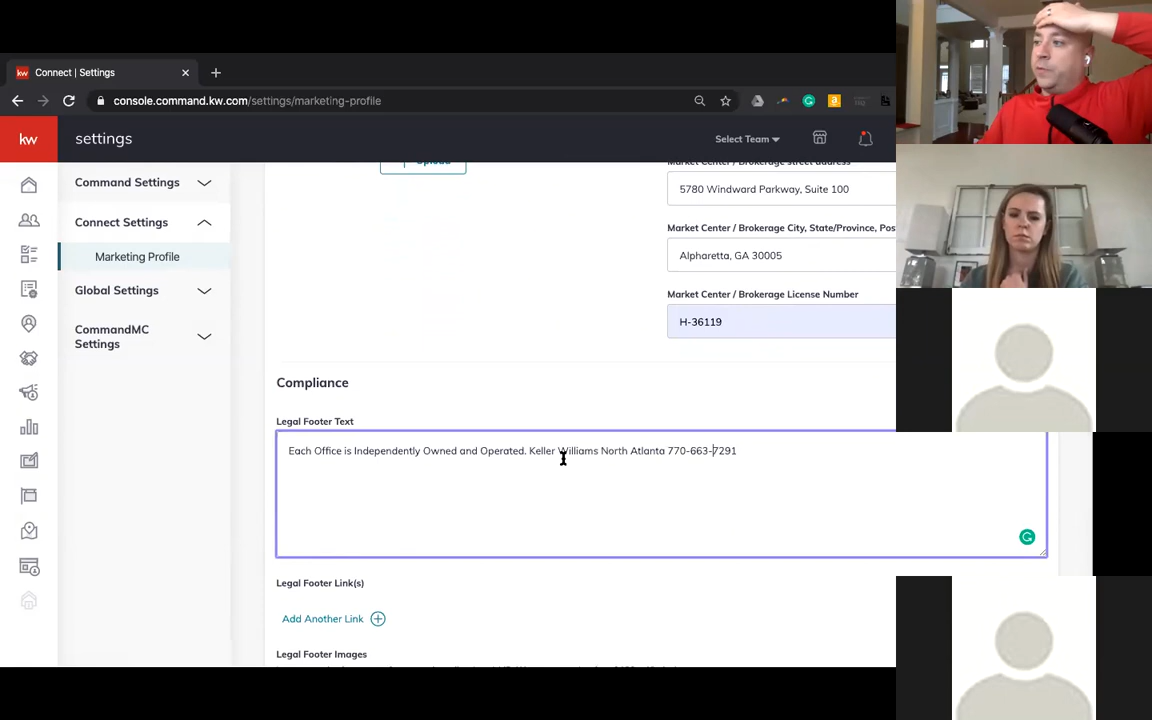 Connect | Settings
console.command.kw.com/settings/marketing-profile
kw
settings
Select Team
Command Settings
Connect Settings
Marketing Profile
Global Settings
CommandMC
Settings
Upload
Market Center / Brokerage street address
5780 Windward Parkway, Suite 100
Market Center / Brokerage City, State/Province, Pos
Alpharetta, GA 30005
Market Center / Brokerage License Number
H-36119
Compliance
Legal Footer Text
Each Office is Independently Owned and Operated. Keller Williams North Atlanta 770-663-7291
Legal Footer Link(s)
Add Another Link
Legal Footer Images